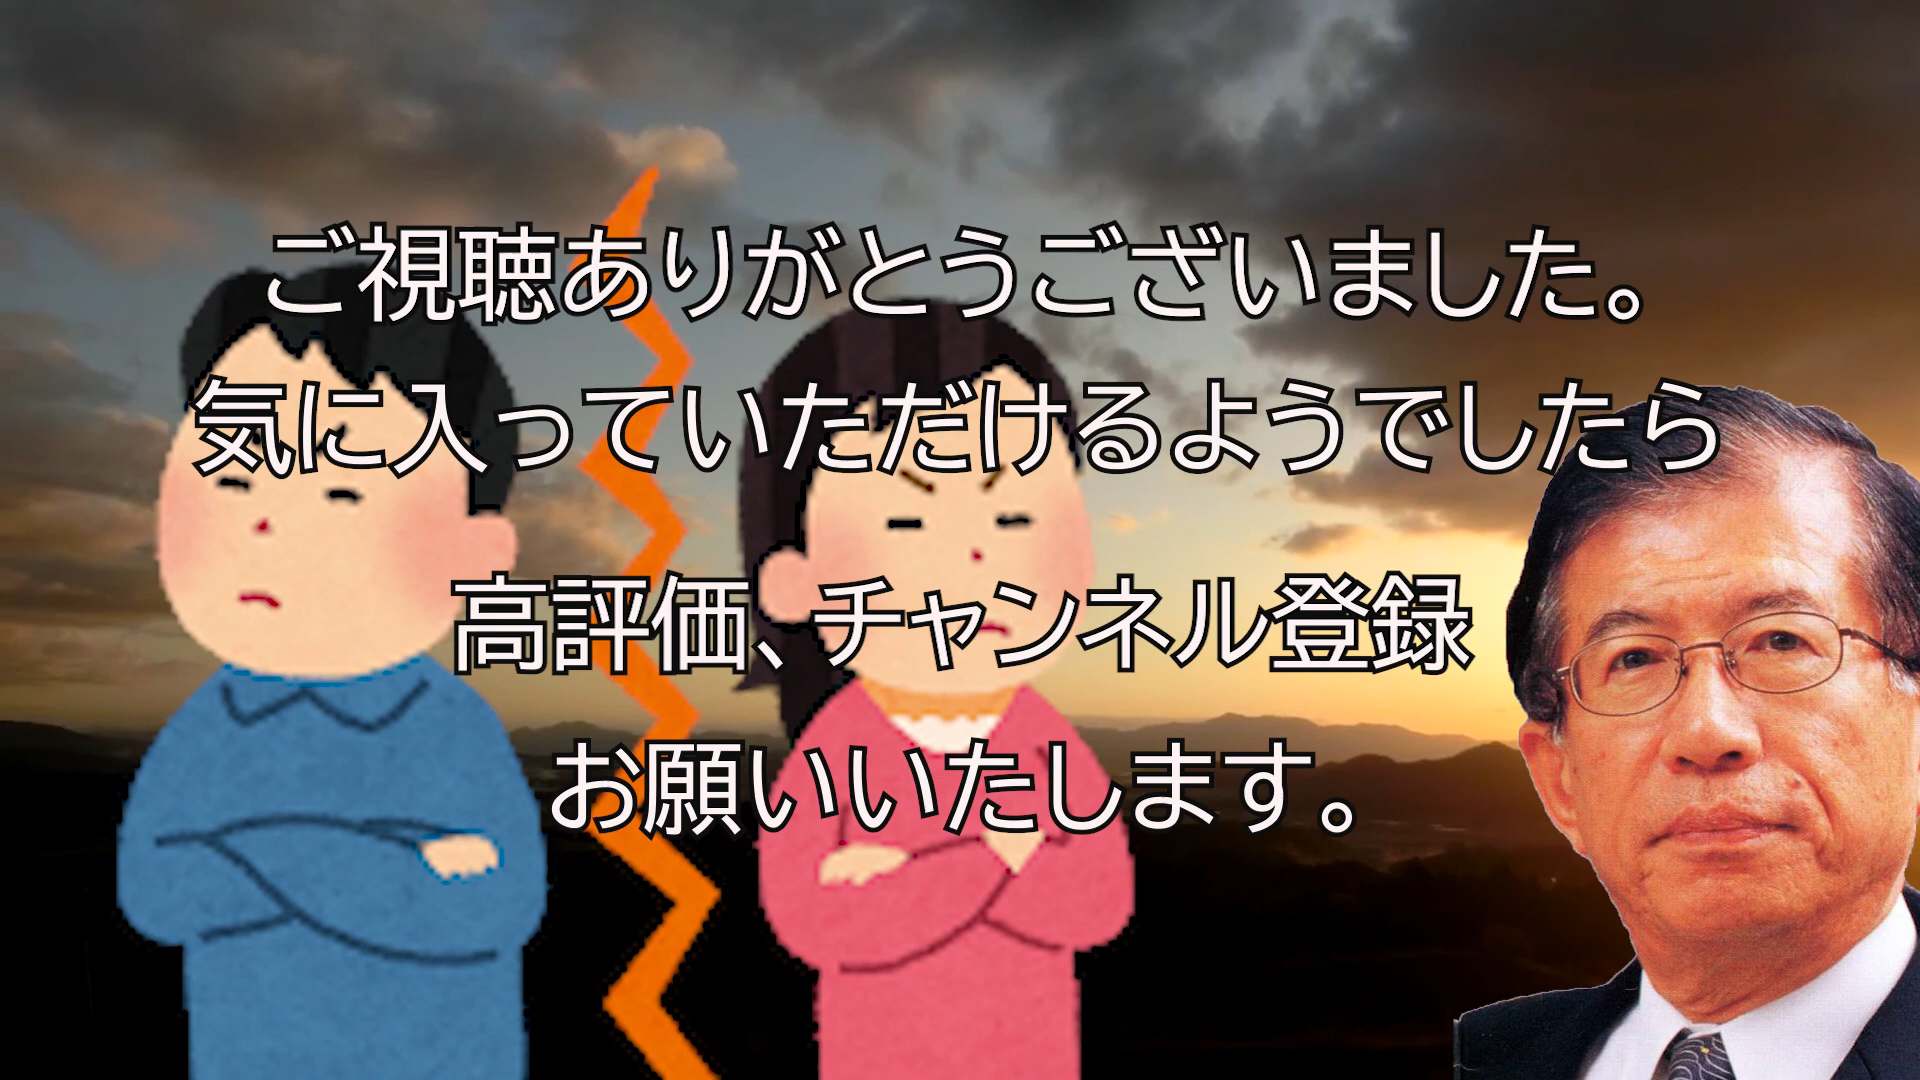 ご視聴ありがとうございました。
気に入っていただけるようでしたら
高評価、チャンネル登録
お願いいたします。